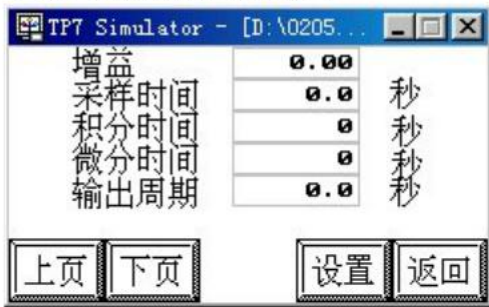 TP7 Simulator - [D:\0205...
增益 0.00
采样时间 0.0 秒
积分时间 0 秒
微分时间 0 秒
输出周期 0.0 秒
上页 下页 设置 返回